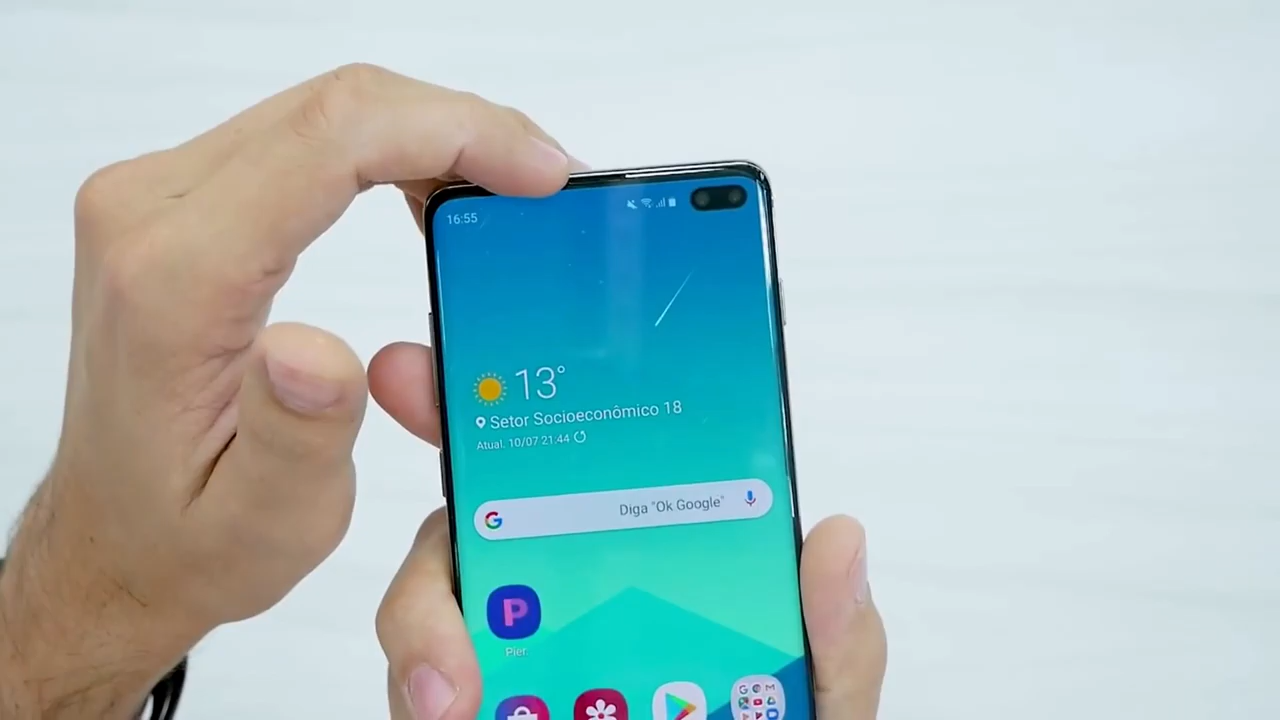 16:55
13°
Setor Socioeconômico 18
Atual. 10/07 21:44
G Diga "Ok Google"
P
Pier.